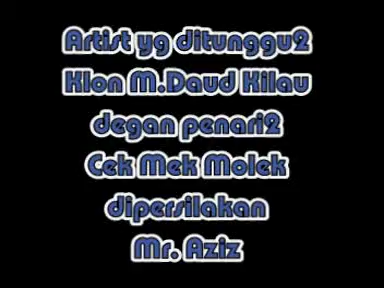 Artist yg ditunggu2
Klon M.Daud Kilau
degan penari2
Cek Mek Molek
dipersilakan
Mr. Aziz